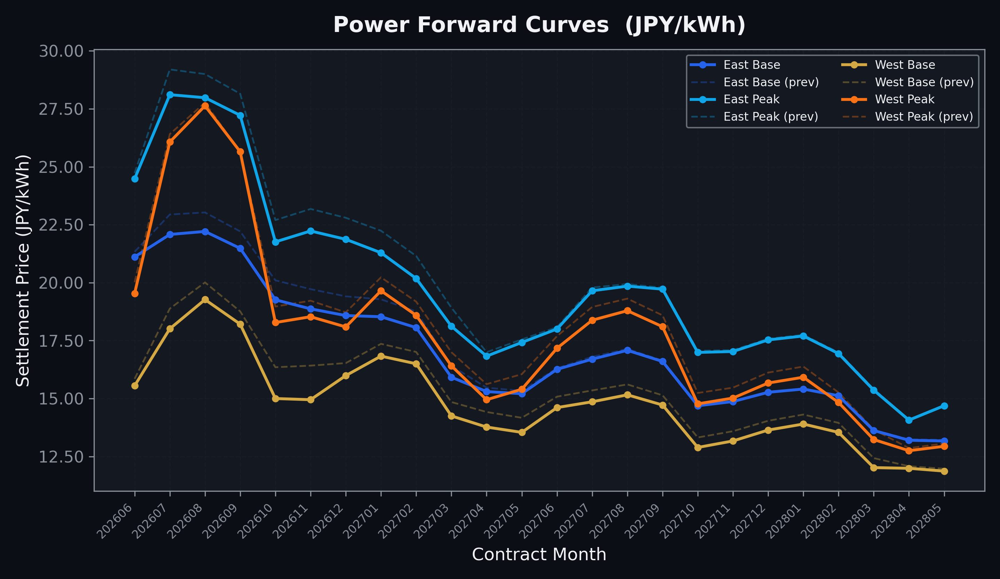 Power Forward Curves  (JPY/kWh)
Settlement Price (JPY/kWh)
30.00
27.50
25.00
22.50
20.00
17.50
15.00
12.50
East Base
East Base (prev)
East Peak
East Peak (prev)
West Base
West Base (prev)
West Peak
West Peak (prev)
202606
202607
202608
202609
202610
202611
202612
202701
202702
202703
202704
202705
202706
202707
202708
202709
202710
202711
202712
202801
202802
202803
202804
202805
Contract Month